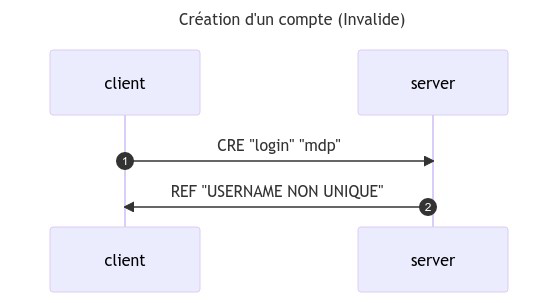 Création d'un compte (Invalide)
client
server
CRE "login" "mdp"
1
REF "USERNAME NON UNIQUE"
2
client
server